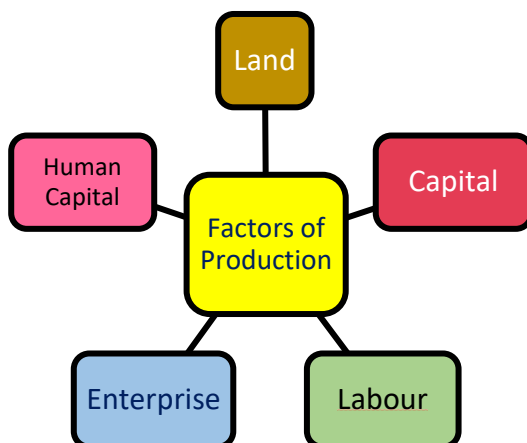 Land
Human
Capital
Capital
Factors of
Production
Enterprise
Labour